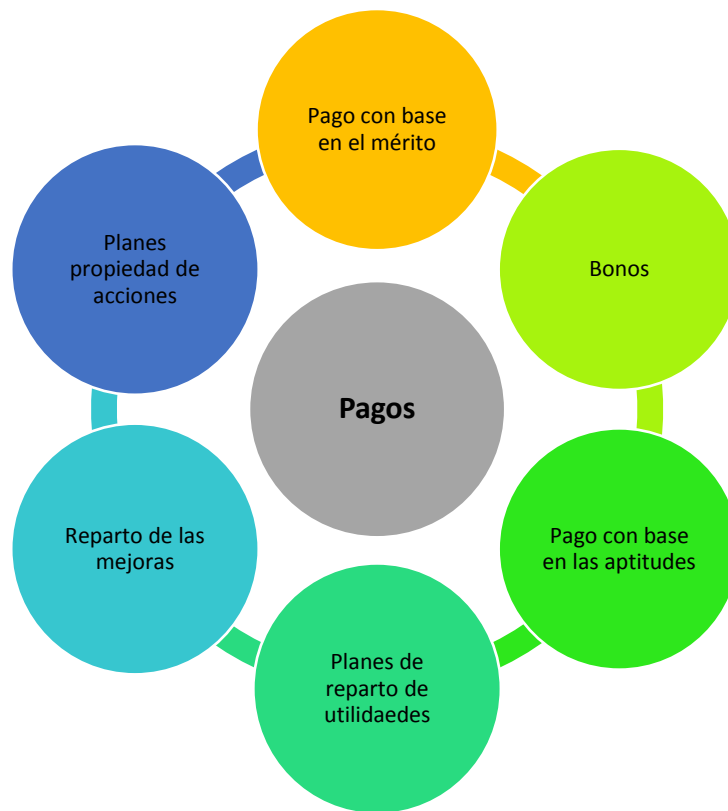 Pago con base
en el mérito
Bonos
Pago con base
en las aptitudes
Planes de
reparto de
utilidaedes
Reparto de las
mejoras
Planes
propiedad de
acciones
Pagos